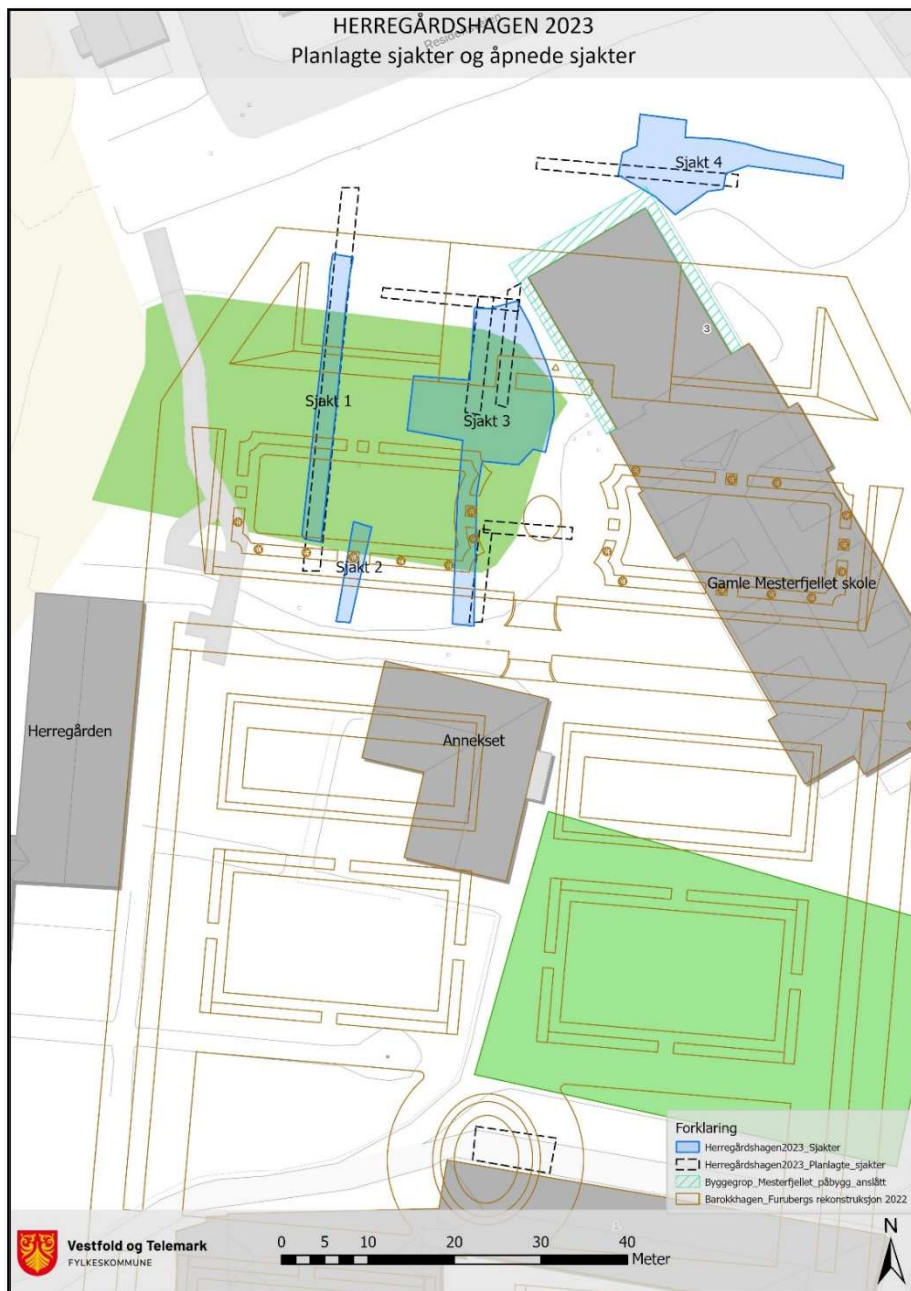 HERREGÅRDSHAGEN 2023
Planlagte sjakter og åpnede sjakter
Sjakt 4
3
Sjakt 1
Sjakt 3
Sjakt 2
Gamle Mesterfjellet skole
Herregården
Annekset
Forklaring
Herregårdshagen2023_Sjakter
Herregårdshagen2023_Planlagte_sjakter
Byggegrop_Mesterfjellet_påbygg_anslått
Barokkhagen_Furubergs rekonstruksjon 2022
Vestfold og Telemark
FYLKESKOMMUNE
0 5 10 20 30 40
Meter
N